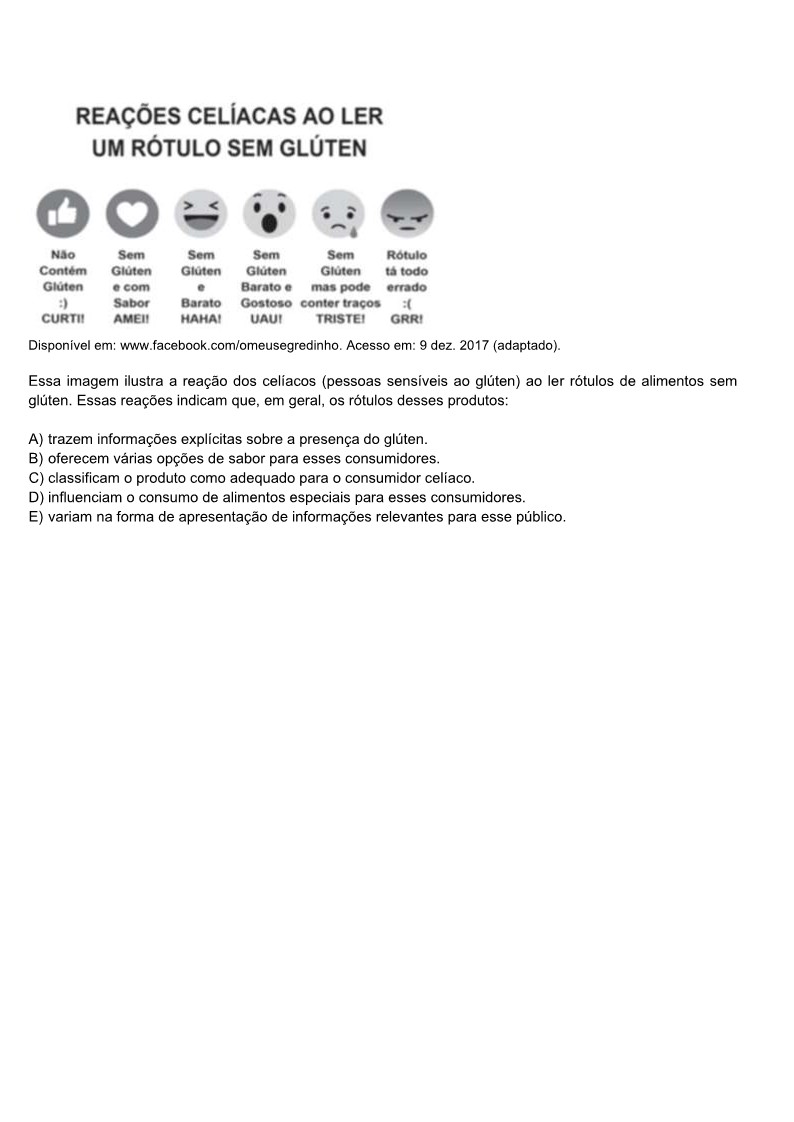 REAÇÕES CELÍACAS AO LER
UM RÓTULO SEM GLÚTEN
Não
Contém
Glúten
:)
CURTI!
Sem
Glúten
e com
Sabor
AMEI!
Sem
Glúten
e
Barato
HAHA!
Sem
Glúten
Barato e
Gostoso
UAU!
Sem
Glúten
mas pode
conter traços
TRISTE!
Rótulo
tá todo
errado
:(
GRR!
Disponível em: www.facebook.com/omeusegredinho. Acesso em: 9 dez. 2017 (adaptado).
Essa imagem ilustra a reação dos celíacos (pessoas sensíveis ao glúten) ao ler rótulos de alimentos sem
glúten. Essas reações indicam que, em geral, os rótulos desses produtos:
A) trazem informações explícitas sobre a presença do glúten.
B) oferecem várias opções de sabor para esses consumidores.
C) classificam o produto como adequado para o consumidor celíaco.
D) influenciam o consumo de alimentos especiais para esses consumidores.
E) variam na forma de apresentação de informações relevantes para esse público.